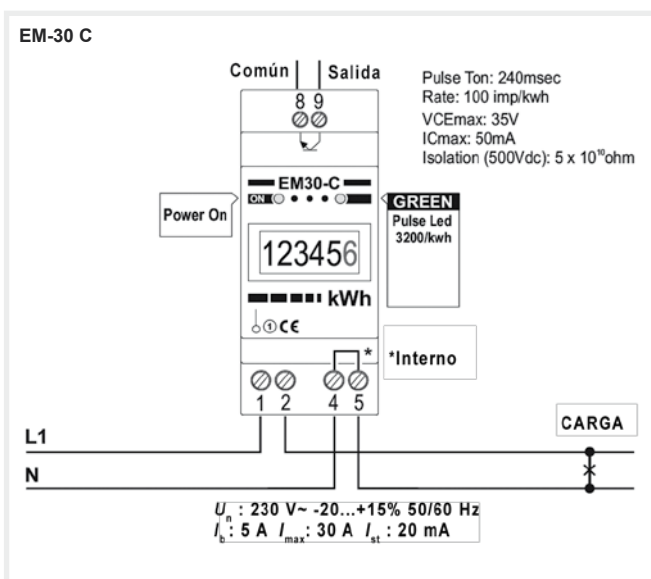 EM-30 C
Común Salida
8 9
Pulse Ton: 240msec
Rate: 100 imp/kwh
VCEmax: 35V
ICmax: 50mA
Isolation (500Vdc): 5 x 10¹⁰ohm
EM30-C
ON
Power On
GREEN
Pulse Led
3200/kwh
123456
kWh
1 CE
*
*Interno
1 2 4 5
CARGA
L1
N
Un : 230 V~ -20...+15% 50/60 Hz
Ib : 5 A Imax : 30 A Ist : 20 mA